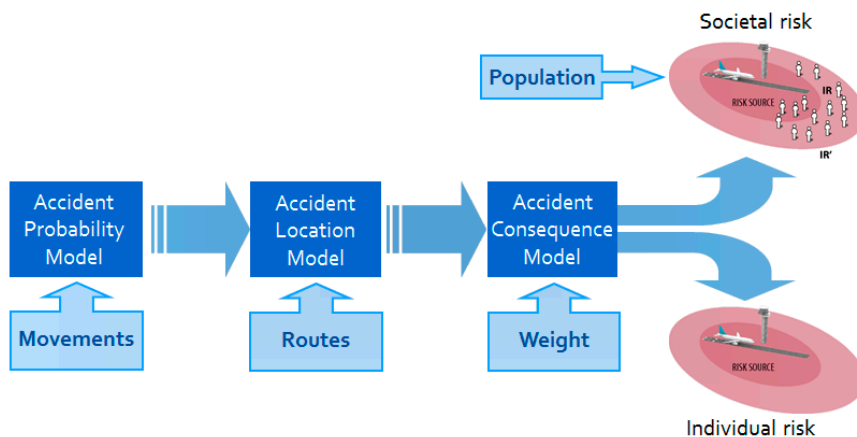 Societal risk
Population
IR
RISK SOURCE
IR'
Accident
Probability
Model
Accident
Location
Model
Accident
Consequence
Model
Movements
Routes
Weight
RISK SOURCE
Individual risk